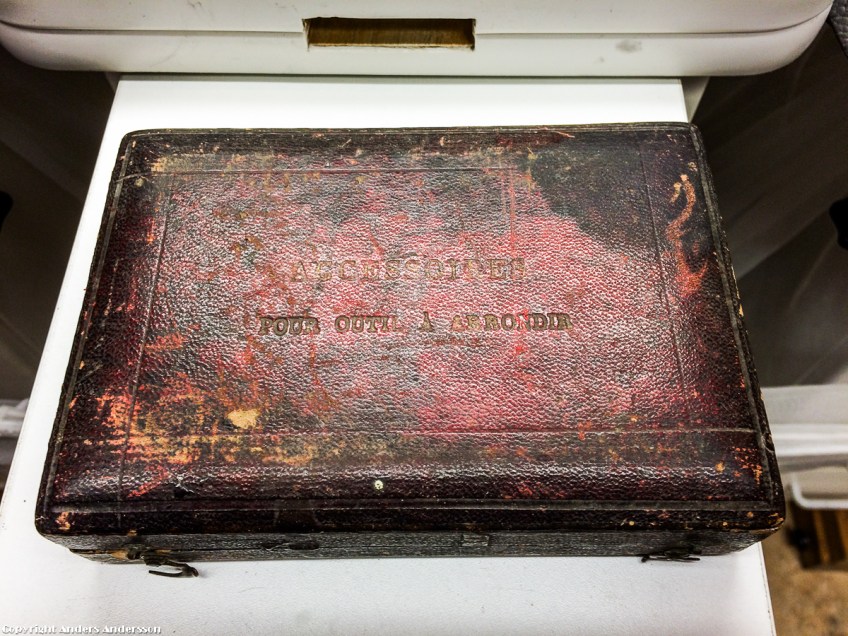 ACCESSOIRES
POUR OUTIL À ARRONDIR
Copyright Anders Andersson